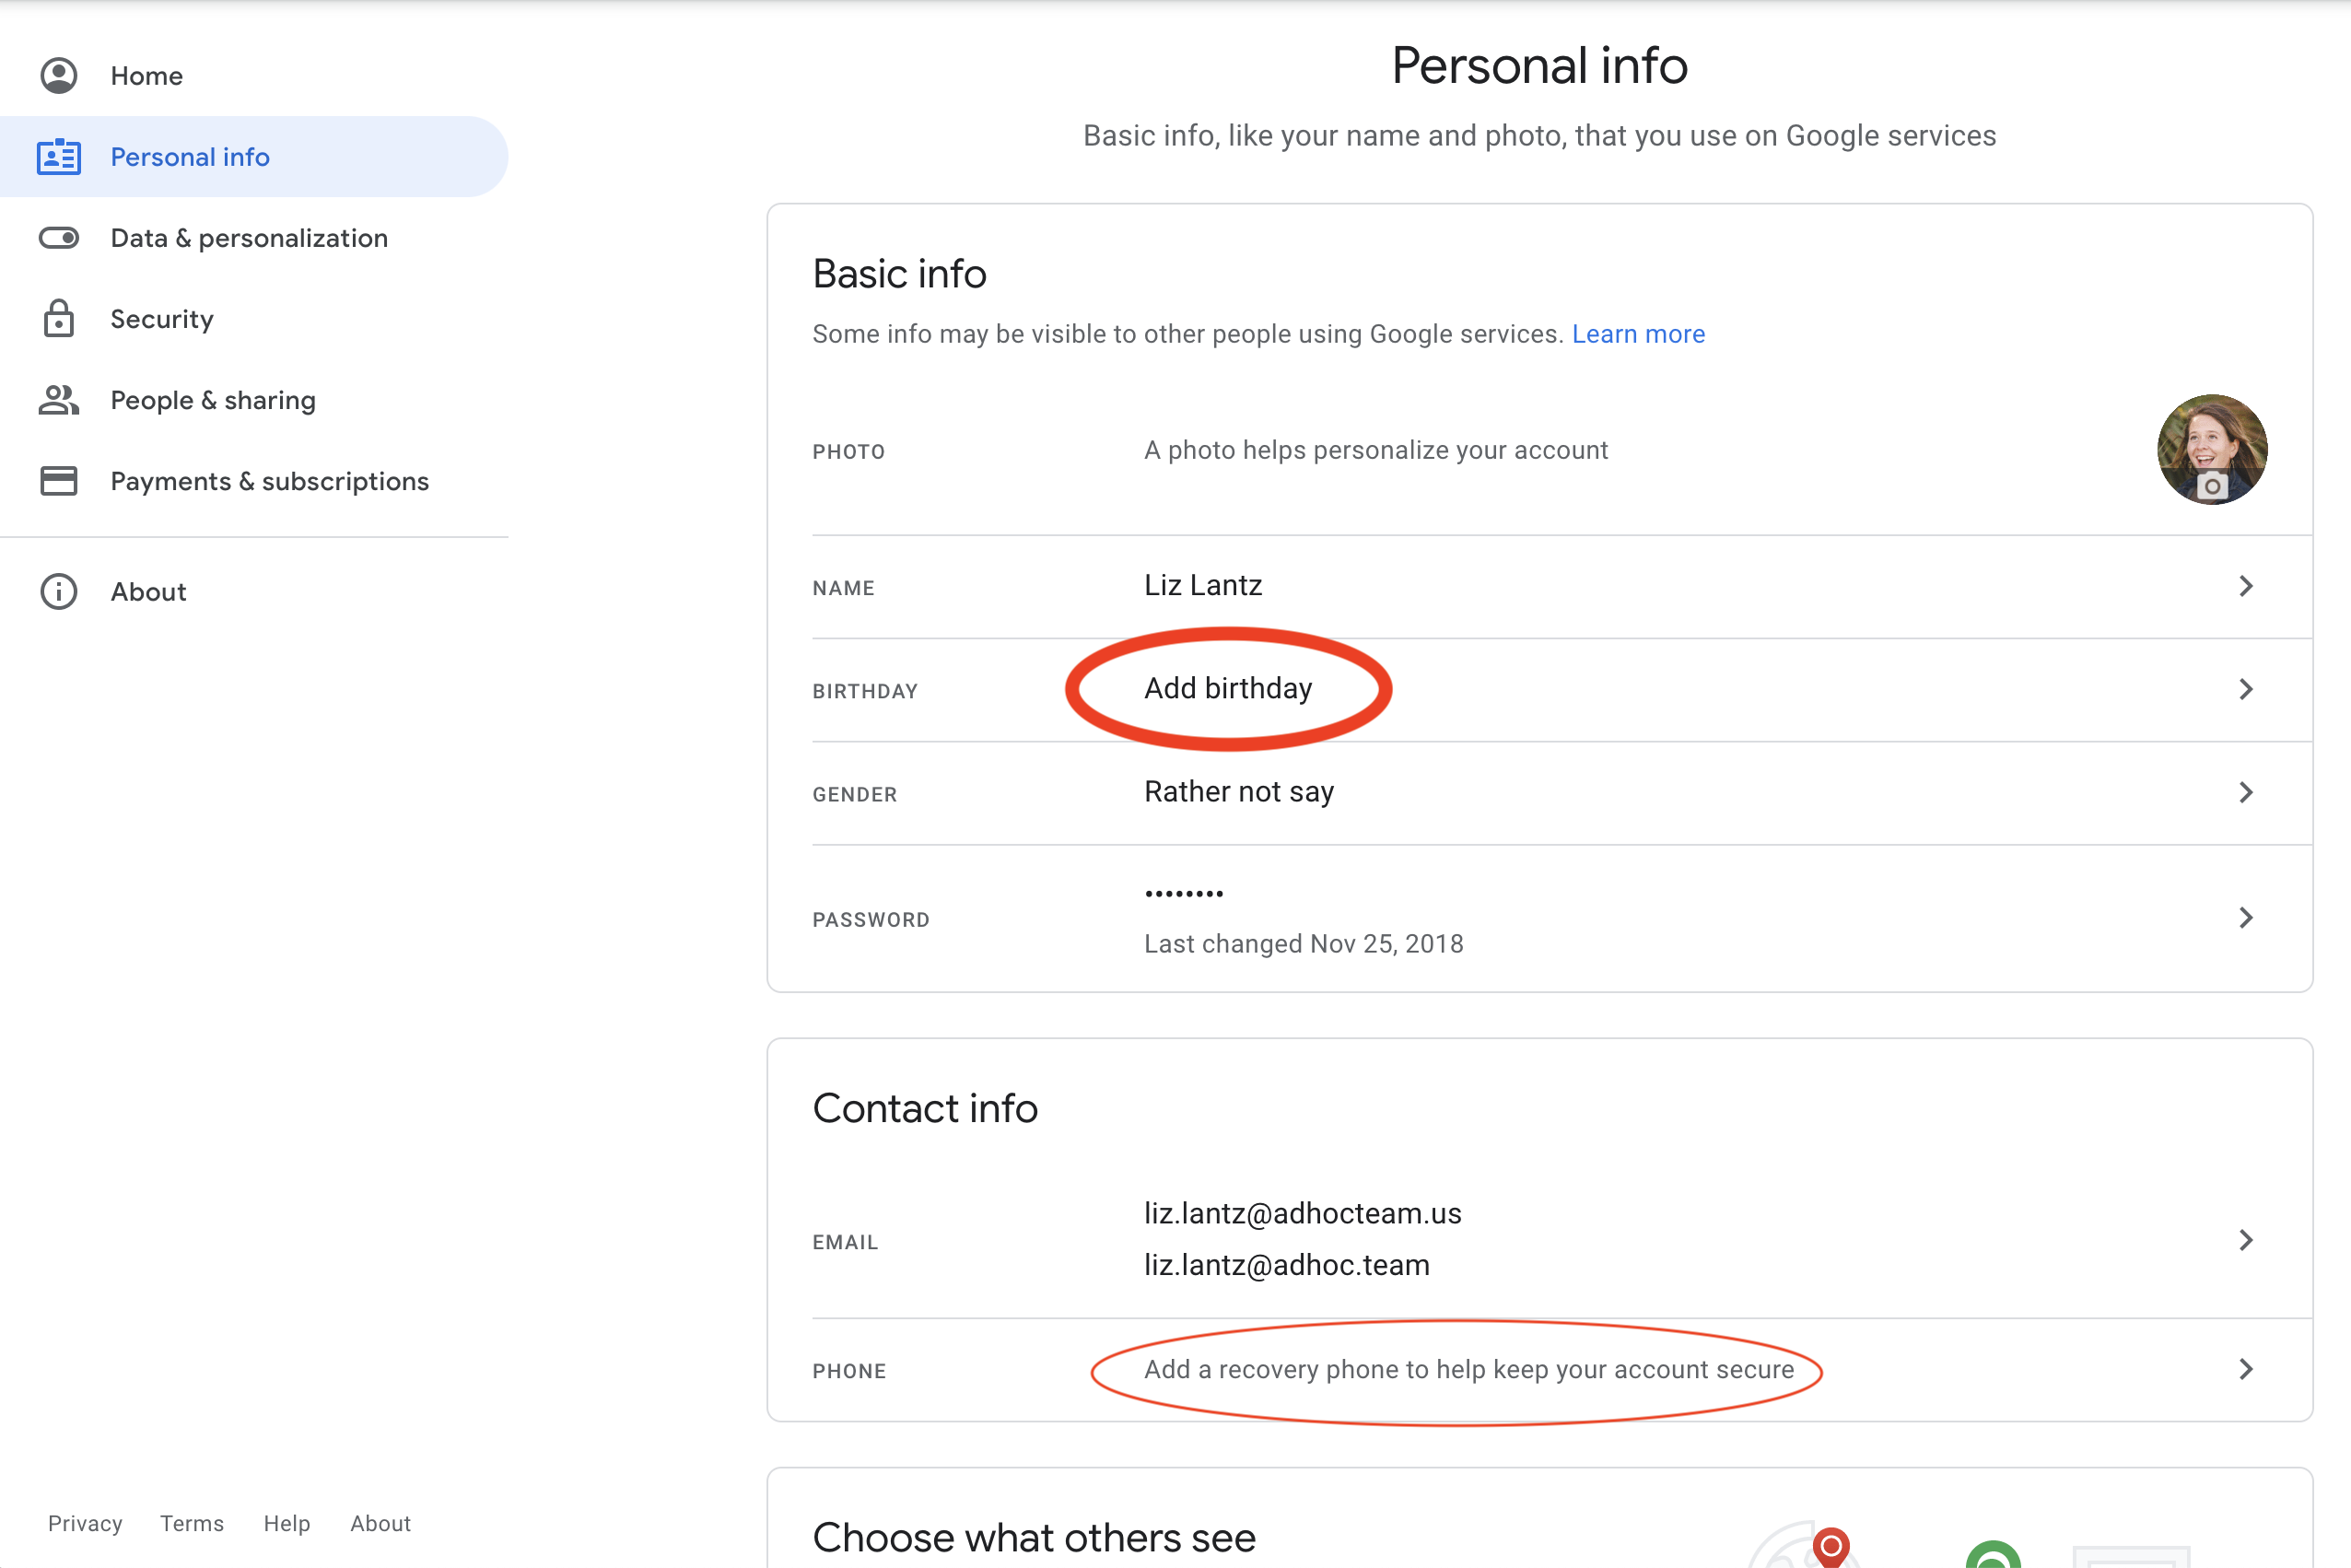 Home
Personal info
Data & personalization
Security
People & sharing
Payments & subscriptions
About
Privacy Terms Help About
Personal info
Basic info, like your name and photo, that you use on Google services
Basic info
Some info may be visible to other people using Google services. Learn more
PHOTO A photo helps personalize your account
NAME Liz Lantz
BIRTHDAY Add birthday
GENDER Rather not say
PASSWORD ••••••••
Last changed Nov 25, 2018
Contact info
EMAIL liz.lantz@adhocteam.us
liz.lantz@adhoc.team
PHONE Add a recovery phone to help keep your account secure
Choose what others see